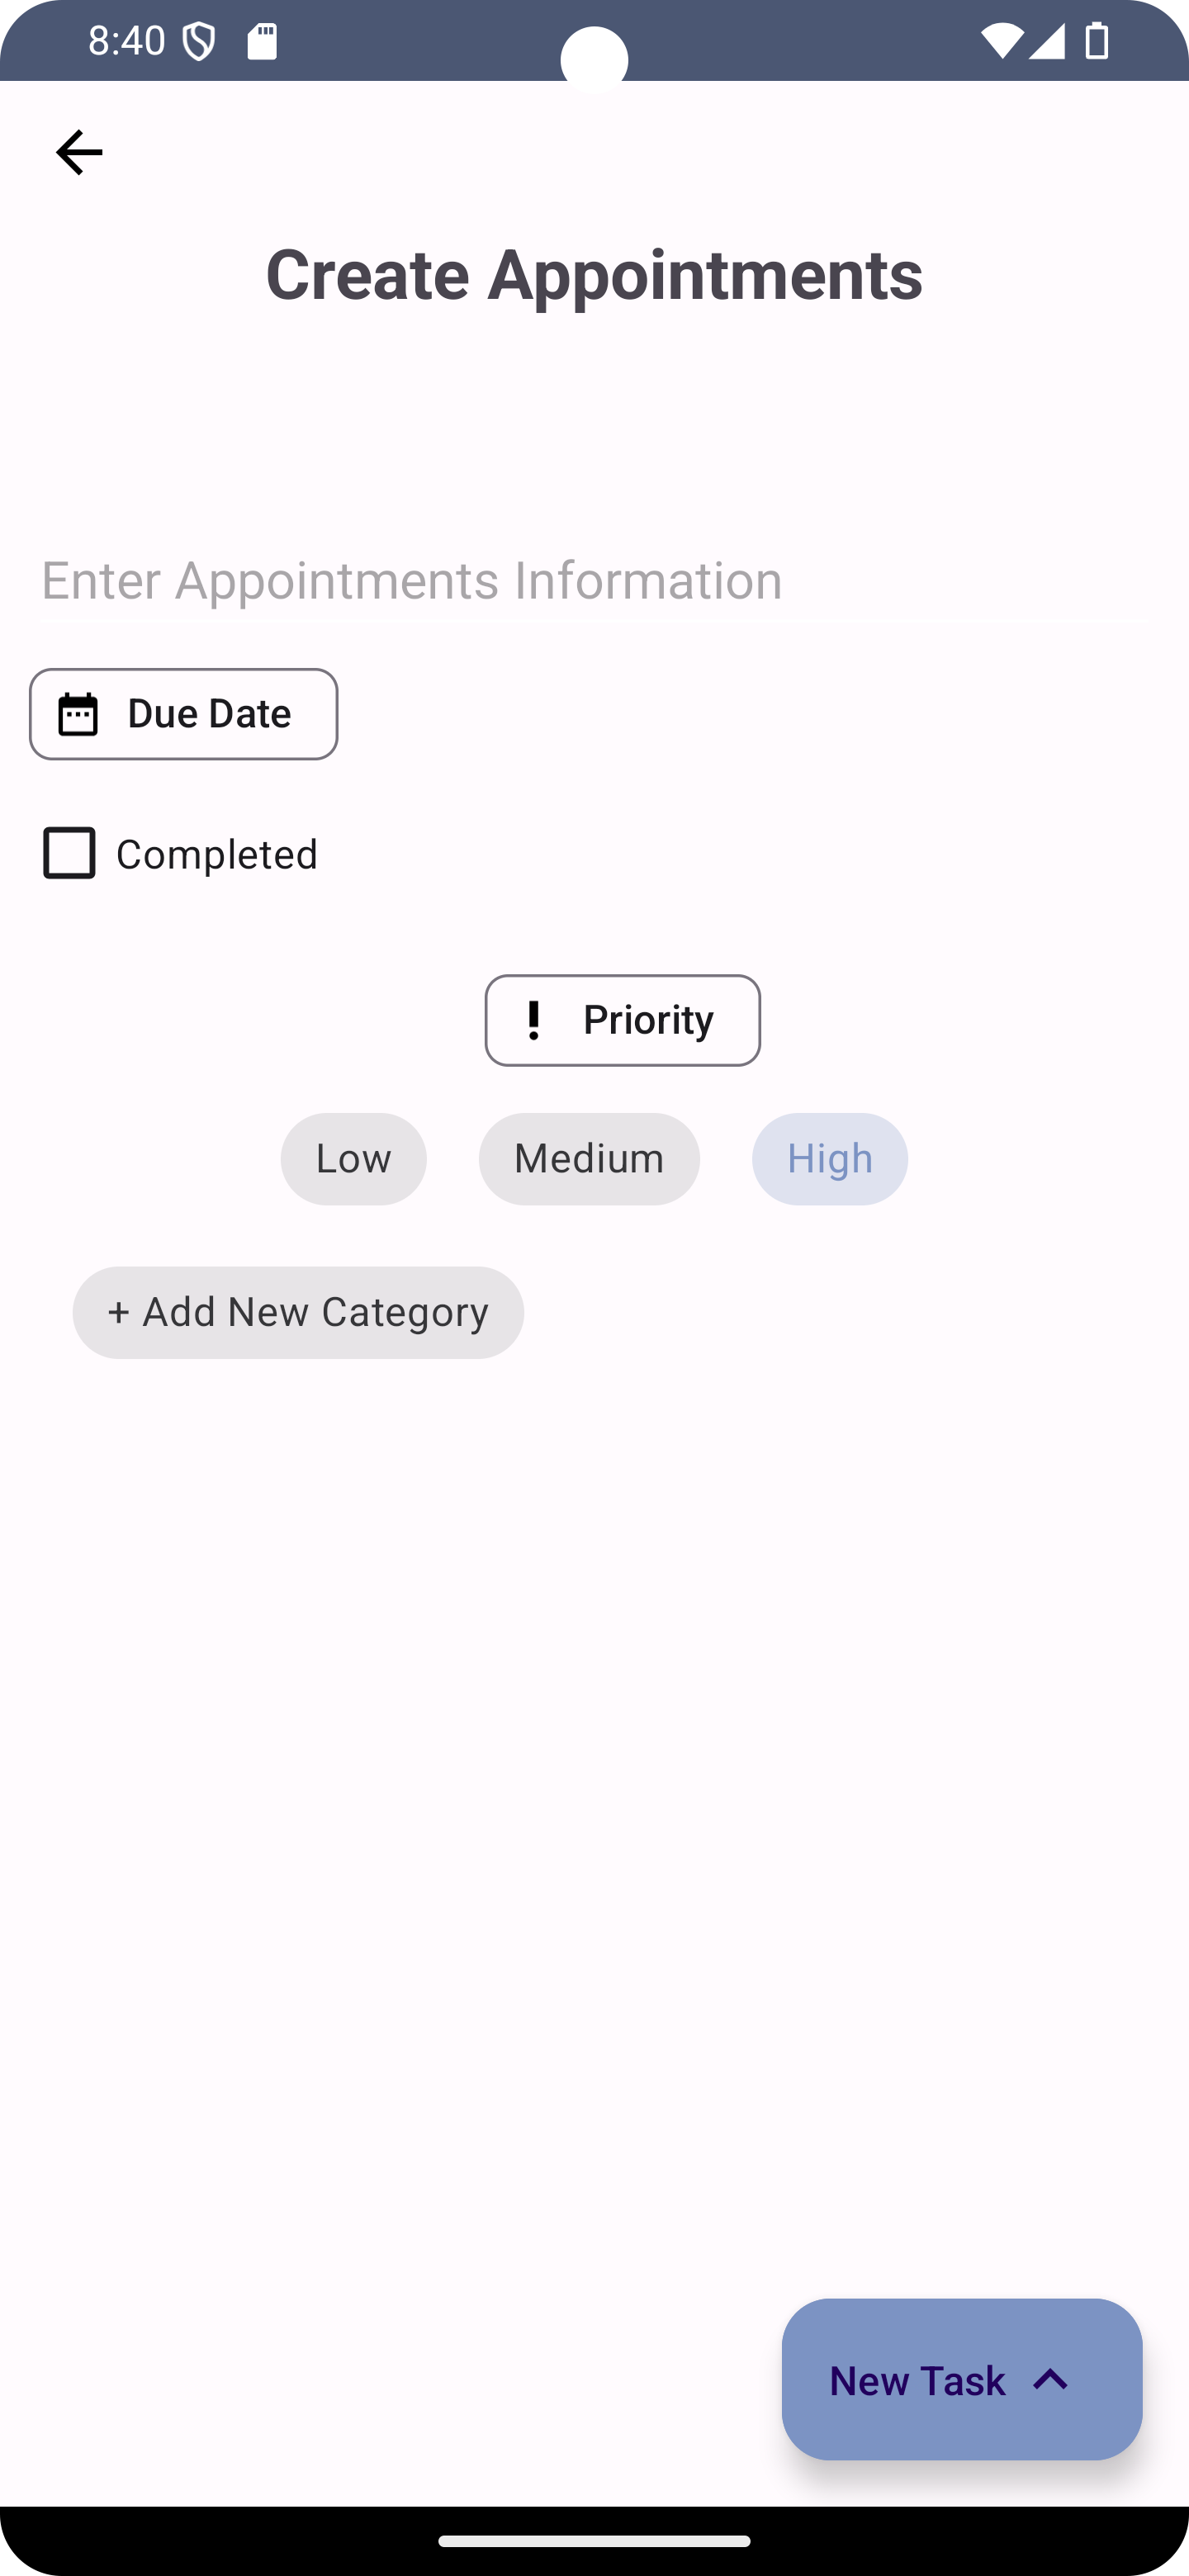 8:40
Create Appointments
Enter Appointments Information
Due Date
Completed
Priority
Low Medium High
+ Add New Category
New Task